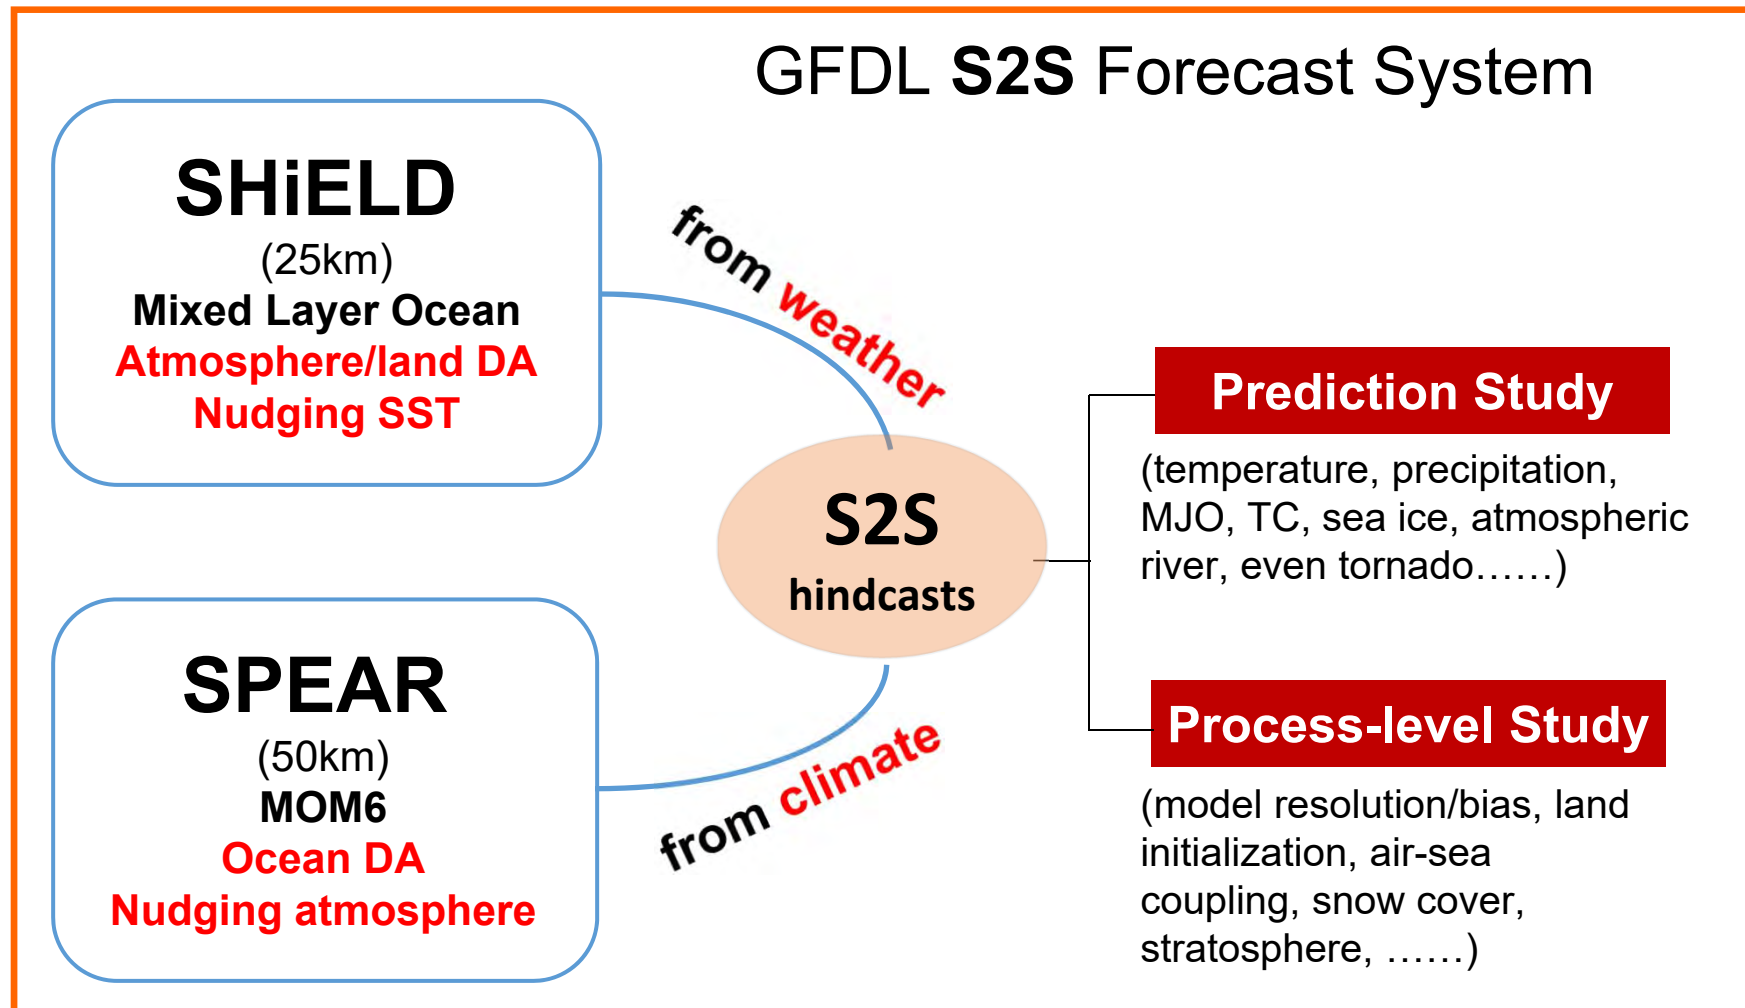 GFDL S2S Forecast System
SHiELD
(25km)
Mixed Layer Ocean
Atmosphere/land DA
Nudging SST
from weather
SPEAR
(50km)
MOM6
Ocean DA
Nudging atmosphere
from climate
S2S
hindcasts
Prediction Study
(temperature, precipitation,
MJO, TC, sea ice, atmospheric
river, even tornado……)
Process-level Study
(model resolution/bias, land
initialization, air-sea
coupling, snow cover,
stratosphere, ……)